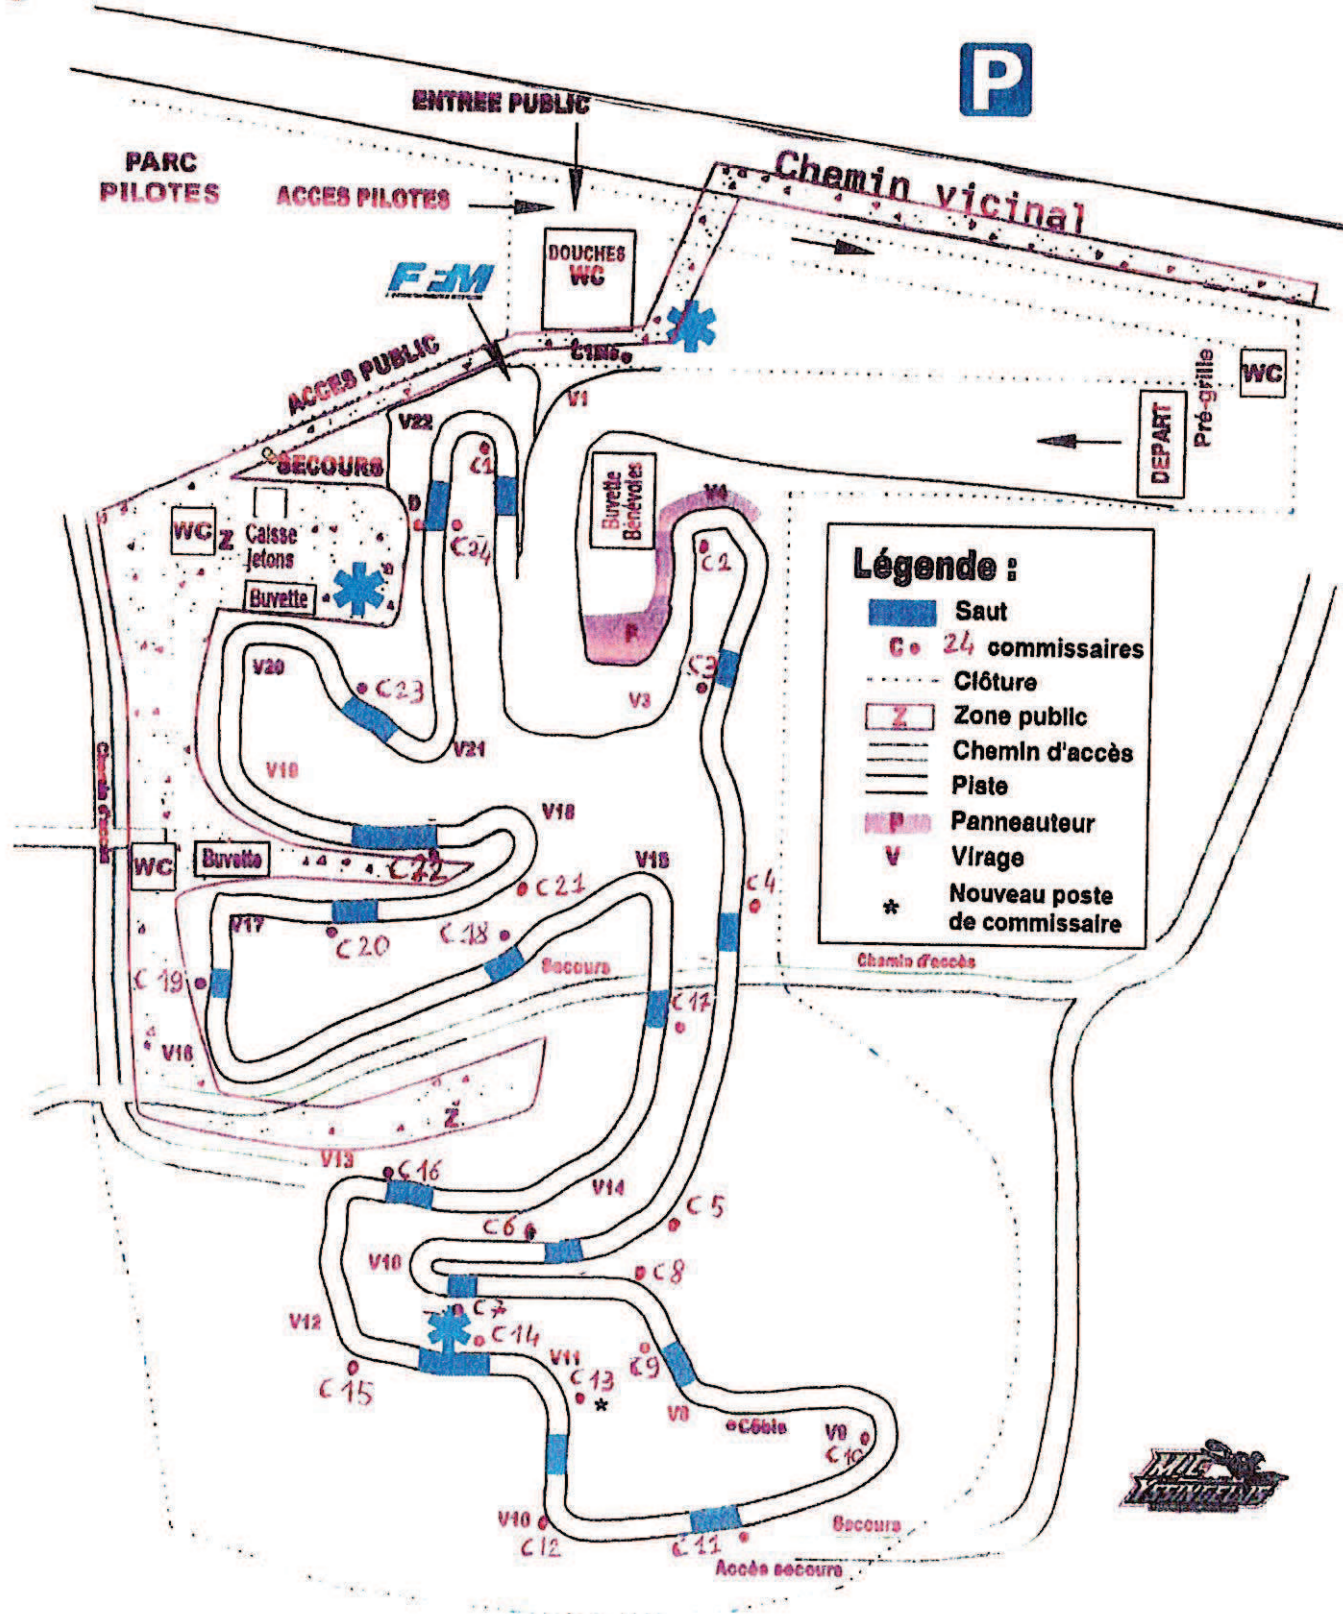 P
ENTREE PUBLIC
Chemin vicinal
PARC
PILOTES
ACCES PILOTES
DOUCHES
WC
FFM
ACCES PUBLIC
V1
WC
Pré-grille
DEPART
V22
C1
SECOURS
D
C24
WC
Z
Caisse
Jetons
Buvette
Buvette
Bénévoles
V4
C2
P
C3
V3
Légende :
Saut
C 24 commissaires
Clôture
Z Zone public
Chemin d'accès
Piste
P Panneauteur
V Virage
* Nouveau poste
de commissaire
V20
C23
V21
V19
V18
WC
Buvette
C22
C21
V15
C4
V17
C20
C18
Secours
Chemin d'accès
C19
C17
V16
Z
V13
C16
V14
C5
C6
V10
C8
C7
C14
V12
C15
V11
C13
*
C9
V8
C6bis
V9
C10
V10
C12
C11
Secours
Accès secours